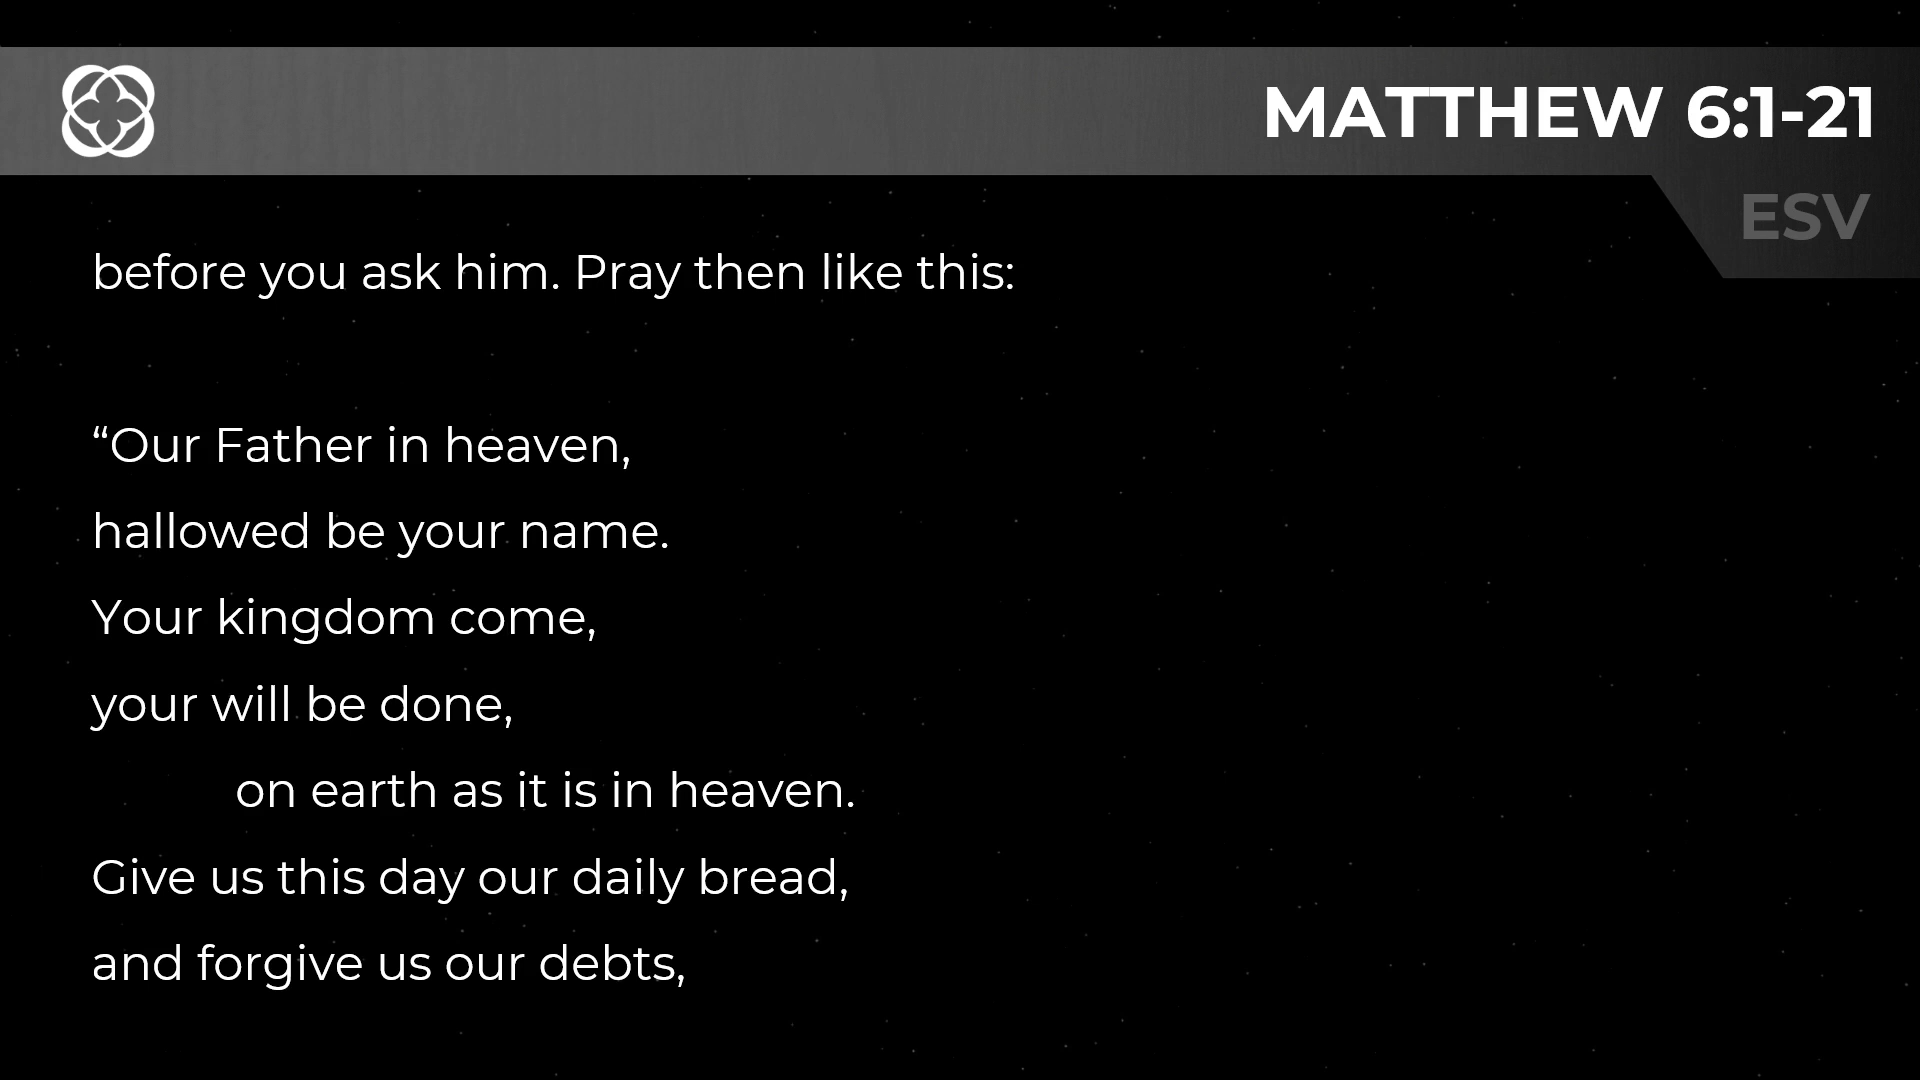 MATTHEW 6:1-21
ESV
before you ask him. Pray then like this:
“Our Father in heaven,
hallowed be your name.
Your kingdom come,
your will be done,
on earth as it is in heaven.
Give us this day our daily bread,
and forgive us our debts,